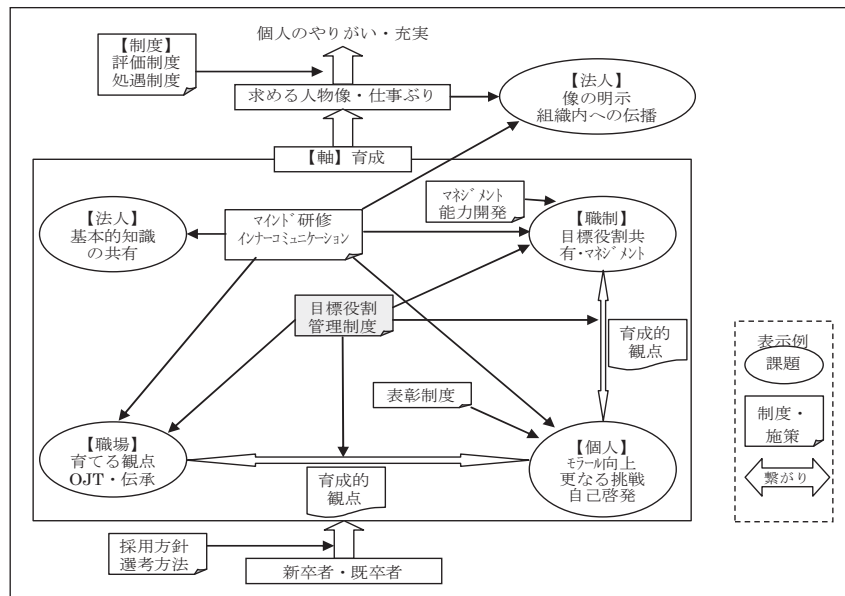 個人のやりがい・充実
【制度】
評価制度
処遇制度
求める人物像・仕事ぶり
【法人】
像の明示
組織内への伝播
【軸】育成
【法人】
基本的知識
の共有
マインド研修
インナーコミュニケーション
マネジメント
能力開発
【職制】
目標役割共
有・マネジメント
目標役割
管理制度
育成的
観点
表彰制度
【職場】
育てる観点
OJT・伝承
育成的
観点
【個人】
モラール向上
更なる挑戦
自己啓発
採用方針
選考方法
新卒者・既卒者
表示例
課題
制度・
施策
繋がり